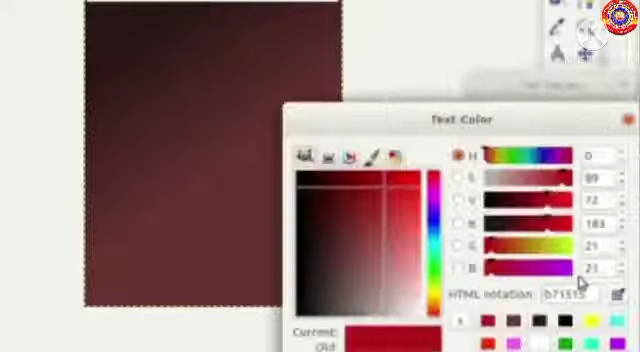 Text Color
H 0
S 89
V 72
R 183
G 21
B 21
HTML notation: b71515
Current:
Old: